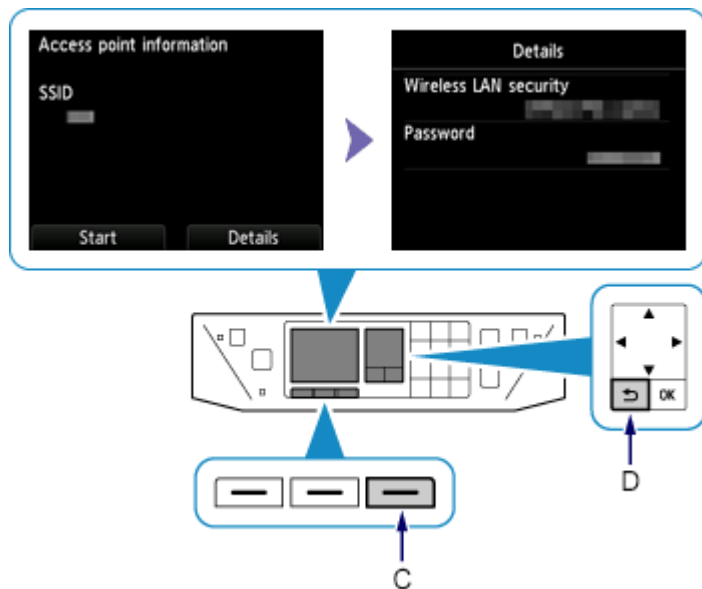 Access point information
SSID
Start
Details
Details
Wireless LAN security
Password
OK
D
C